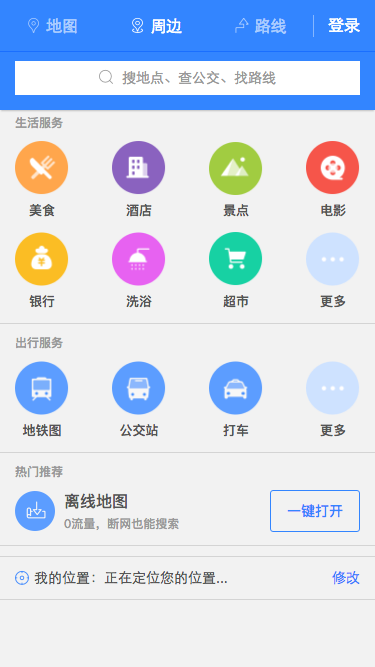 地图 周边 路线 登录
搜地点、查公交、找路线
生活服务
美食 酒店 景点 电影
银行 洗浴 超市 更多
出行服务
地铁图 公交站 打车 更多
热门推荐
离线地图
0流量，断网也能搜索
一键打开
我的位置：正在定位您的位置... 修改